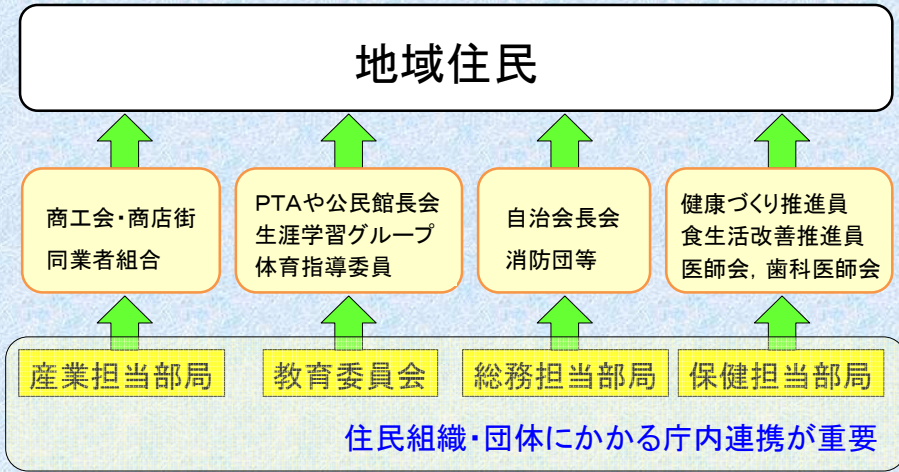 地域住民
商工会・商店街
同業者組合
PTAや公民館長会
生涯学習グループ
体育指導委員
自治会長会
消防団等
健康づくり推進員
食生活改善推進員
医師会，歯科医師会
産業担当部局
教育委員会
総務担当部局
保健担当部局
住民組織・団体にかかる庁内連携が重要